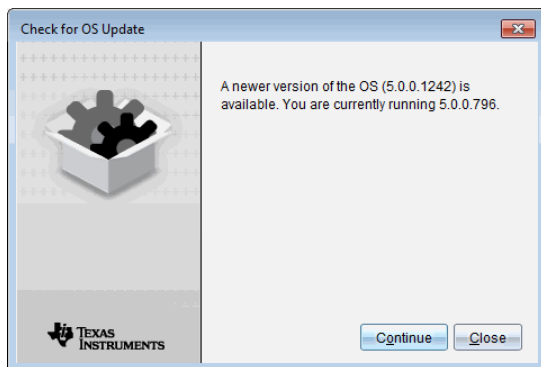 Check for OS Update
A newer version of the OS (5.0.0.1242) is
available. You are currently running 5.0.0.796.
TEXAS
INSTRUMENTS
Continue
Close